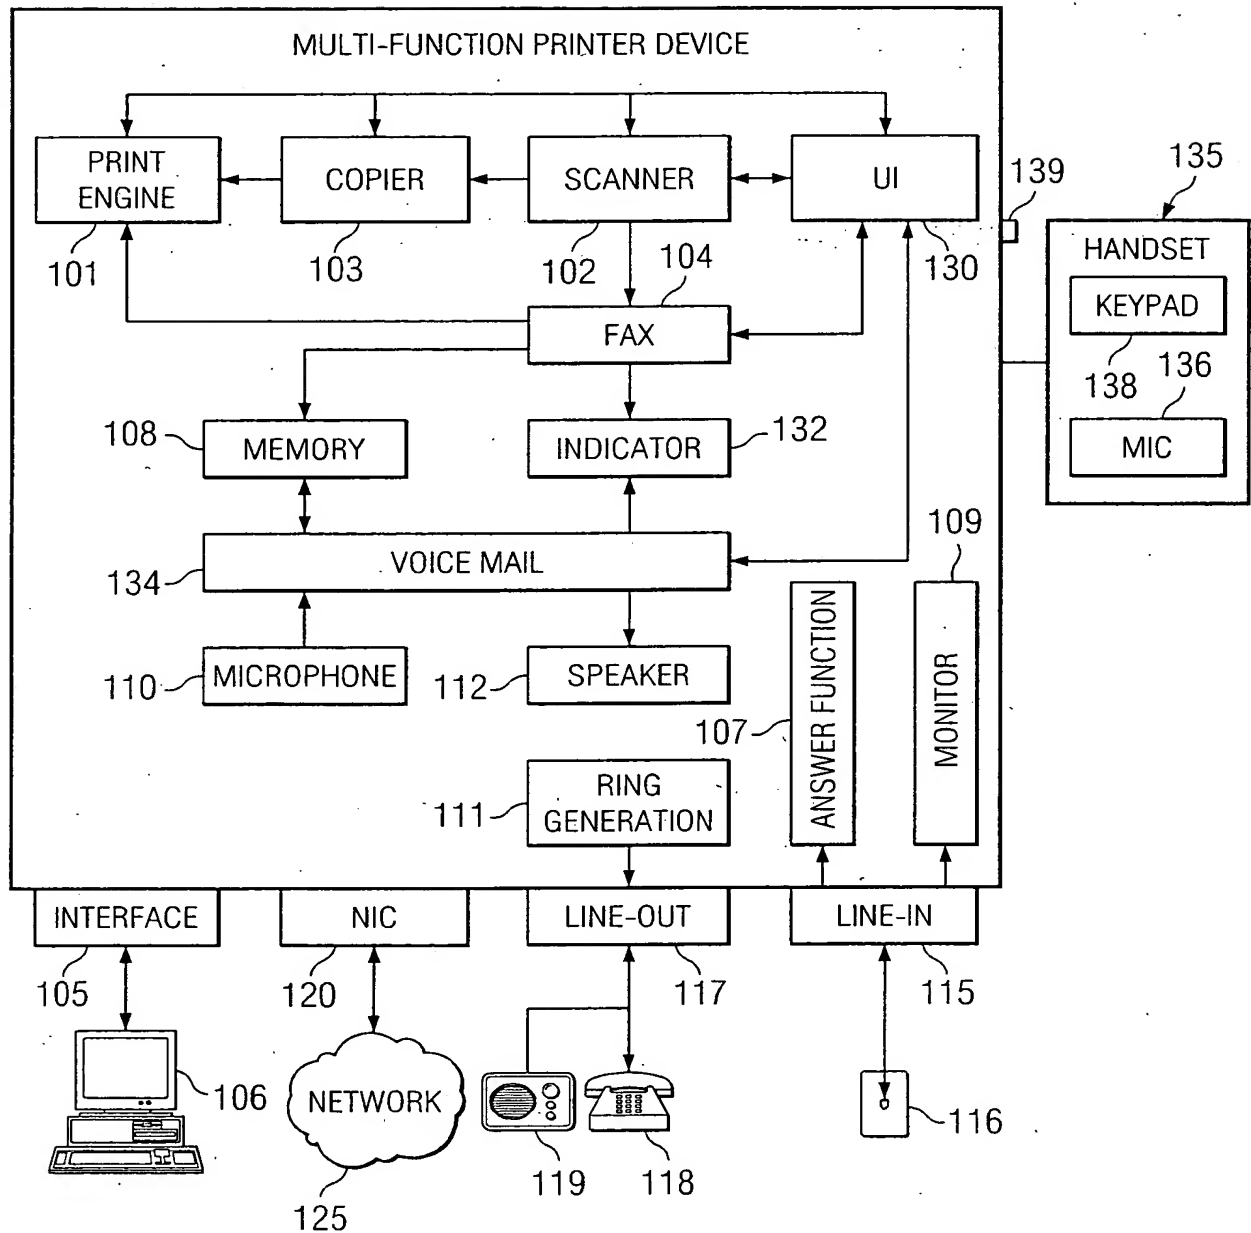 MULTI-FUNCTION PRINTER DEVICE
PRINT
ENGINE
COPIER
SCANNER
UI
101
103
102
104
130
139
135
HANDSET
KEYPAD
138
136
MIC
FAX
108
MEMORY
INDICATOR
132
134
VOICE MAIL
110
MICROPHONE
112
SPEAKER
107
ANSWER FUNCTION
109
MONITOR
111
RING
GENERATION
INTERFACE
NIC
LINE-OUT
LINE-IN
105
120
117
115
106
NETWORK
125
119
118
116